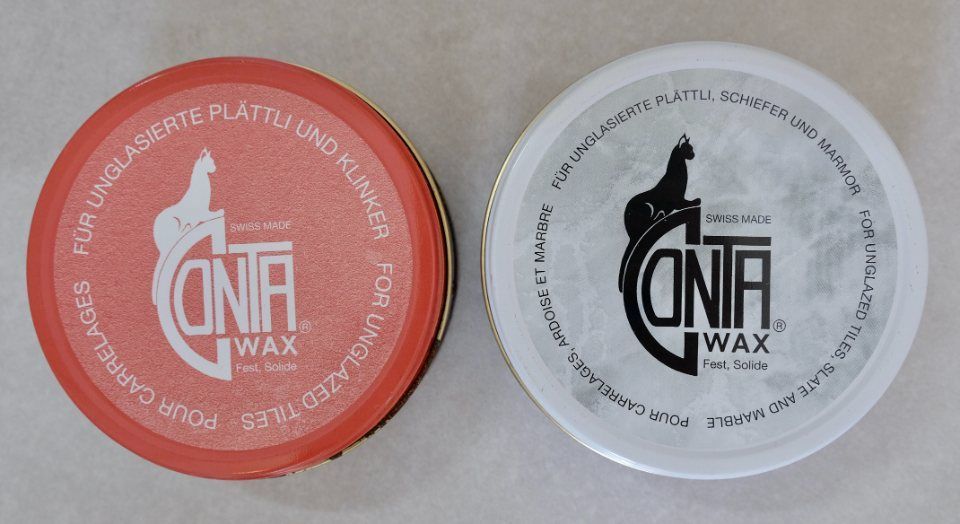 FÜR UNGLASIERTE PLÄTTLI UND KLINKER
FOR UNGLAZED TILES
POUR CARRELAGES
SWISS MADE
CONTA®
WAX
Fest, Solide
FÜR UNGLASIERTE PLÄTTLI, SCHIEFER UND MARMOR
FOR UNGLAZED TILES, SLATE AND MARBLE
POUR CARRELAGES, ARDOISE ET MARBRE
SWISS MADE
CONTA®
WAX
Fest, Solide